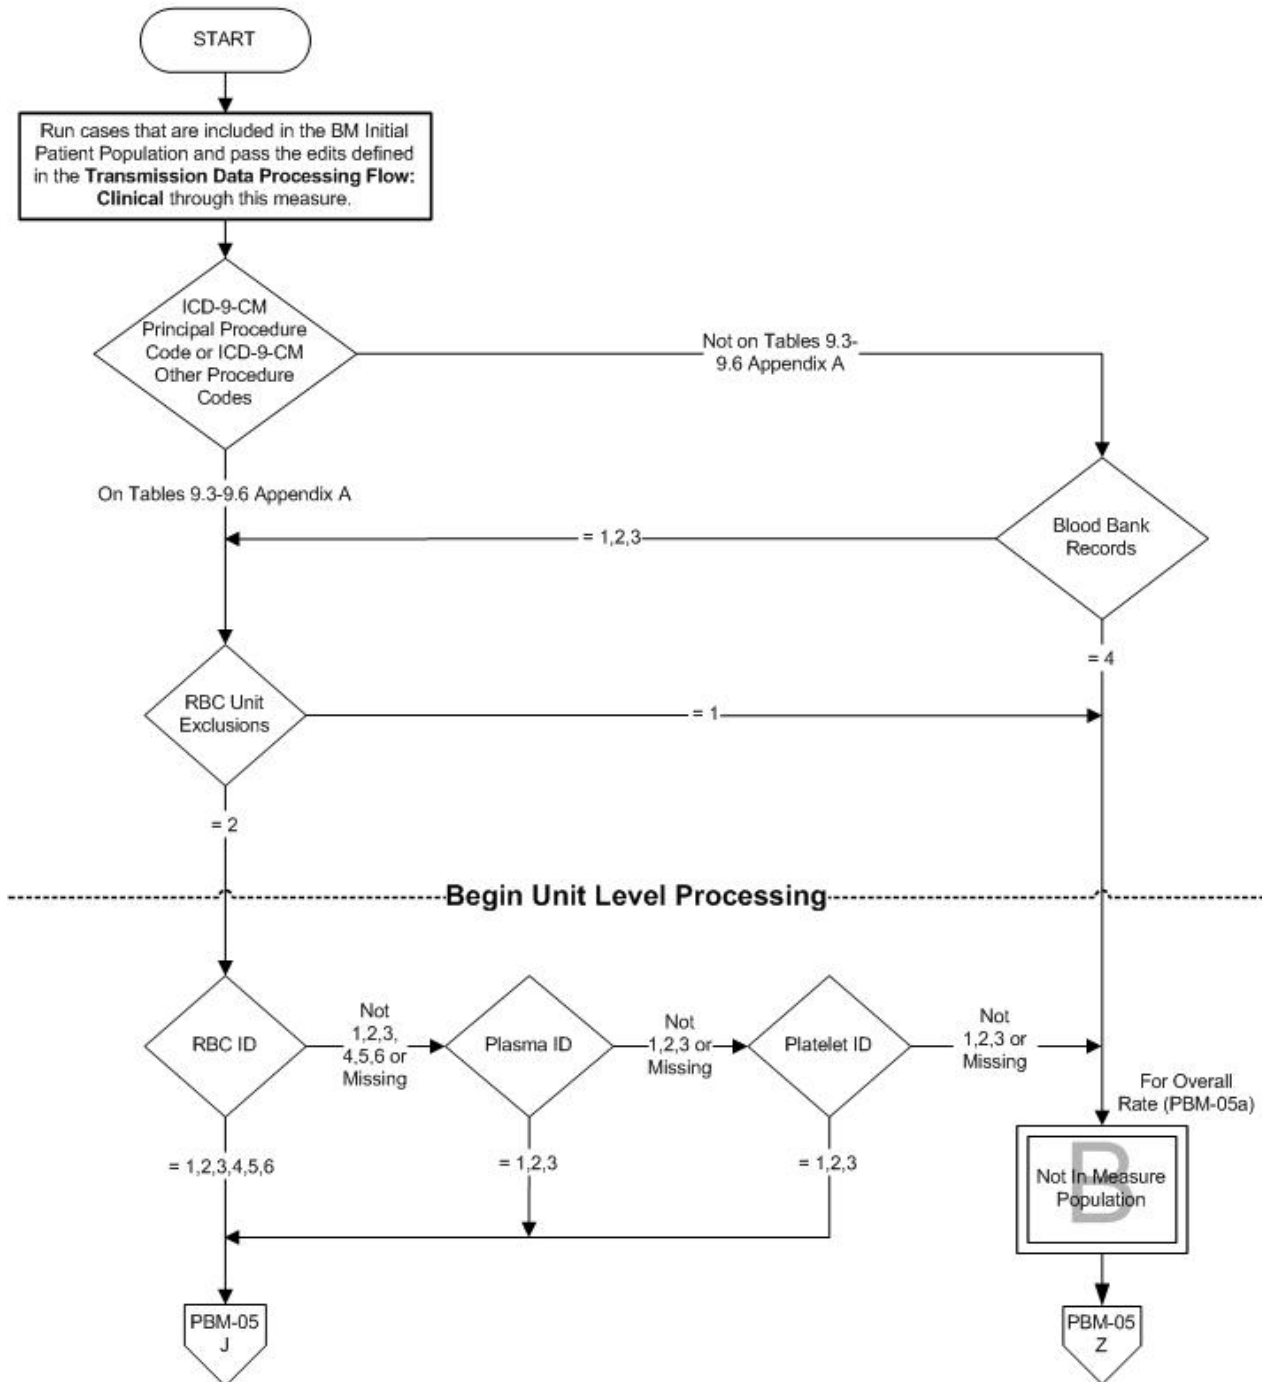 START
Run cases that are included in the BM Initial
Patient Population and pass the edits defined
in the Transmission Data Processing Flow:
Clinical through this measure.
ICD-9-CM
Principal Procedure
Code or ICD-9-CM
Other Procedure
Codes
Not on Tables 9.3-
9.6 Appendix A
On Tables 9.3-9.6 Appendix A
Blood Bank
Records
= 1,2,3
= 4
RBC Unit
Exclusions
= 1
= 2
Begin Unit Level Processing
RBC ID
Not
1,2,3,
4,5,6 or
Missing
Plasma ID
Not
1,2,3 or
Missing
Platelet ID
Not
1,2,3 or
Missing
For Overall
Rate (PBM-05a)
= 1,2,3,4,5,6
= 1,2,3
= 1,2,3
B
Not In Measure
Population
PBM-05
J
PBM-05
Z